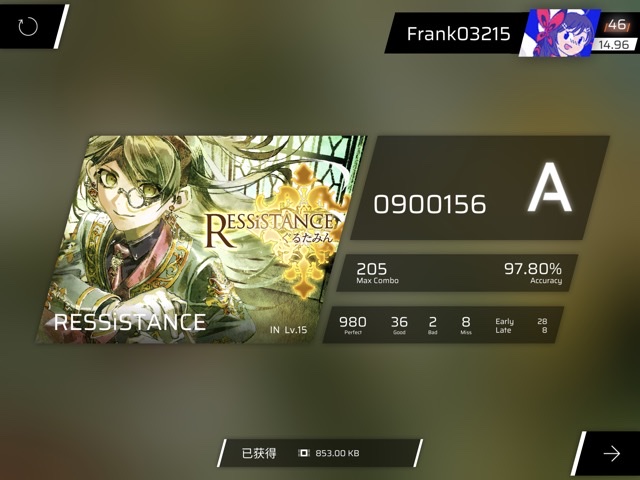 Frank03215
46
14.96
RESSiSTANCE
ぐるたみん
RESSiSTANCE
IN Lv.15
0900156
A
205
Max Combo
97.80%
Accuracy
980 36 2 8
Perfect Good Bad Miss
Early 28
Late 8
已获得 853.00 KB